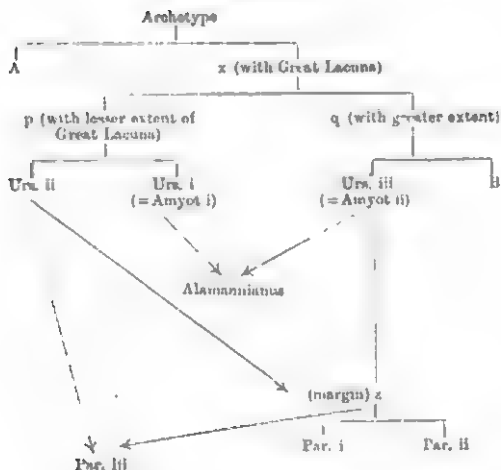 Archetype
A
x (with Great Lacuna)
p (with lesser extent of
Great Lacuna)
q (with greater extent)
Urs. ii
Urs. i
(=Amyot i)
Urs. iii
(=Amyot ii)
B
Alamannianus
(margin) z
Par. i
Par. ii
Par. iii